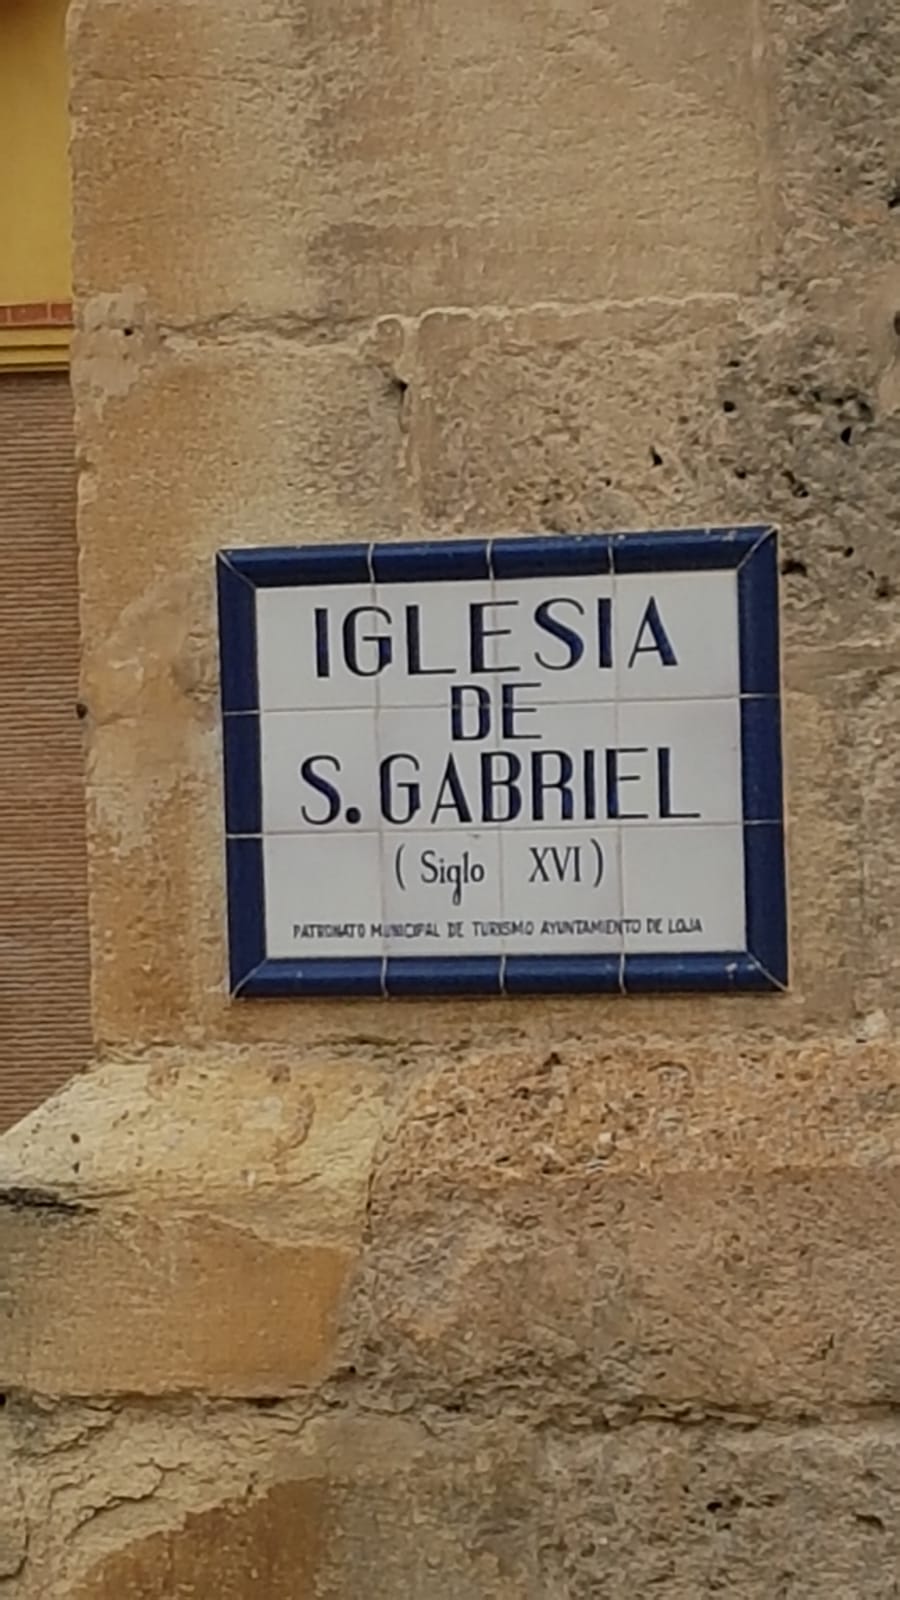 IGLESIA
DE
S. GABRIEL
( Siglo XVI )
PATRONATO MUNICIPAL DE TURISMO AYUNTAMIENTO DE LOJA